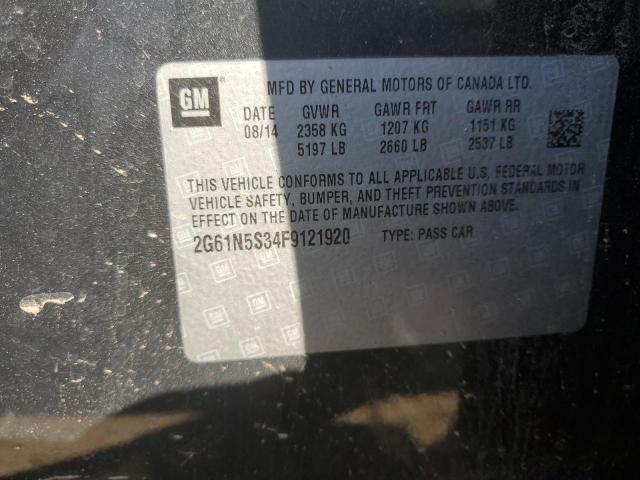 GM
MFD BY GENERAL MOTORS OF CANADA LTD.
DATE GVWR GAWR FRT GAWR RR
08/14 2358 KG 1207 KG 1151 KG
5197 LB 2660 LB 2537 LB
THIS VEHICLE CONFORMS TO ALL APPLICABLE U.S. FEDERAL MOTOR
VEHICLE SAFETY, BUMPER, AND THEFT PREVENTION STANDARDS IN
EFFECT ON THE DATE OF MANUFACTURE SHOWN ABOVE.
2G61N5S34F9121920 TYPE: PASS CAR